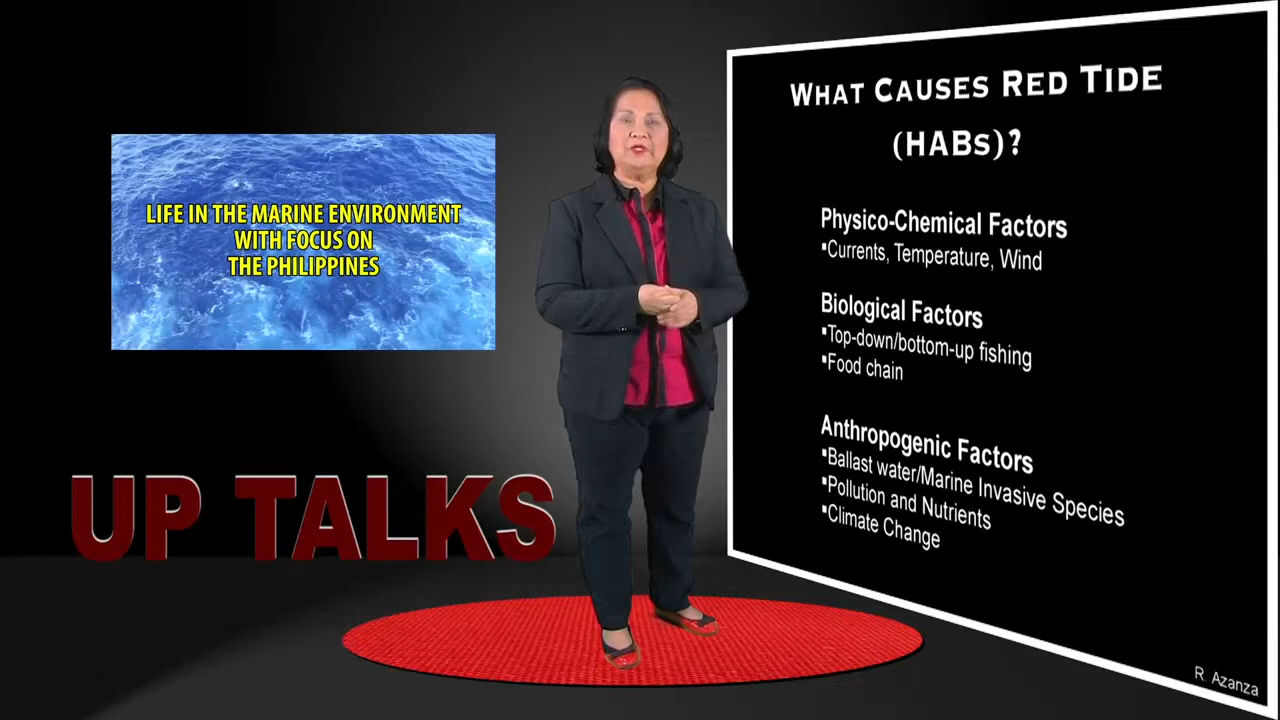 LIFE IN THE MARINE ENVIRONMENT
WITH FOCUS ON
THE PHILIPPINES
UP TALKS
WHAT CAUSES RED TIDE
(HABS)?
Physico-Chemical Factors
▪Currents, Temperature, Wind
Biological Factors
▪Top-down/bottom-up fishing
▪Food chain
Anthropogenic Factors
▪Ballast water/Marine Invasive Species
▪Pollution and Nutrients
▪Climate Change
R. Azanza